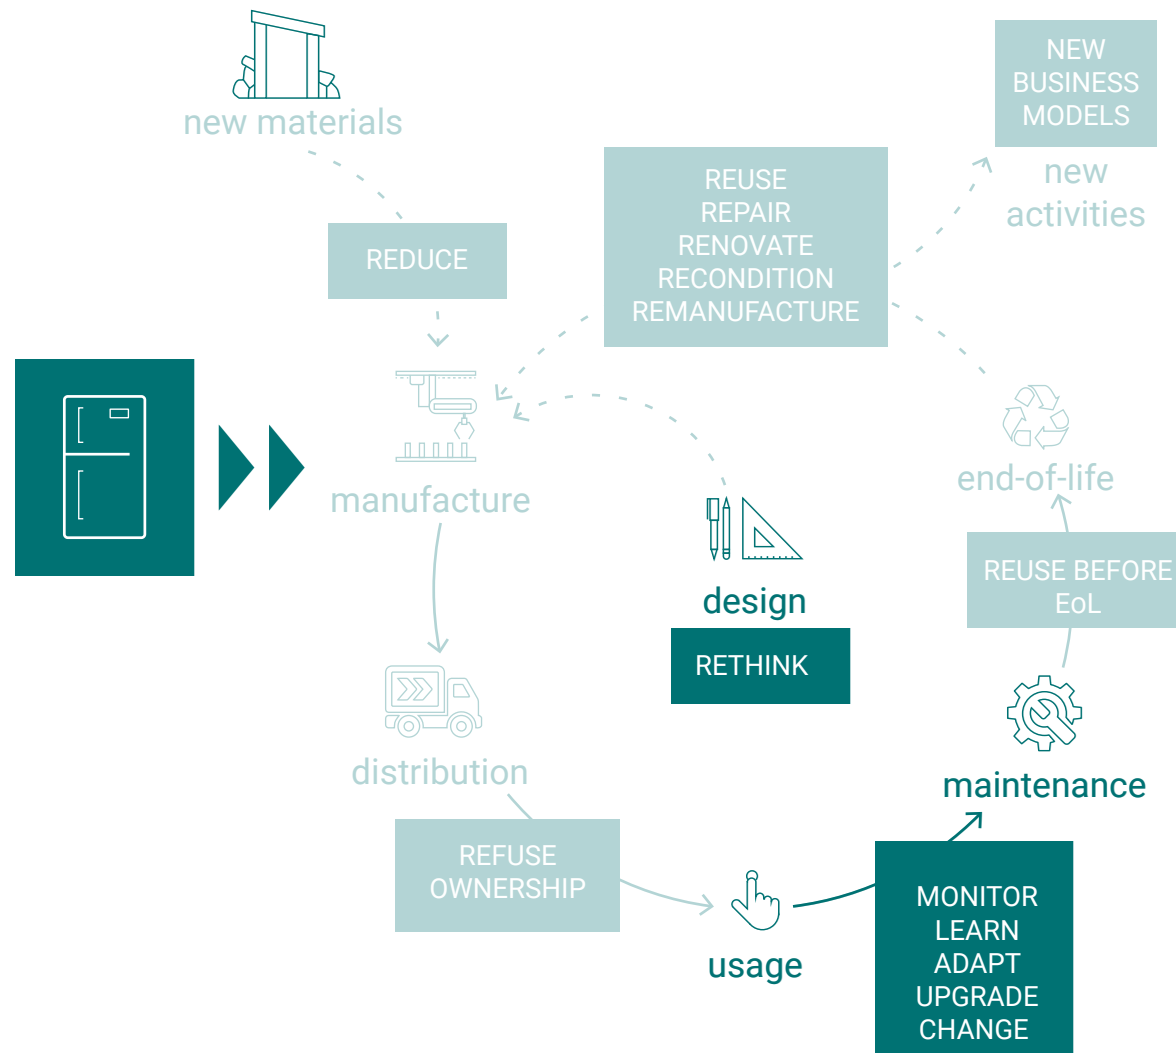 new materials
REDUCE
NEW
BUSINESS
MODELS
new
activities
REUSE
REPAIR
RENOVATE
RECONDITION
REMANUFACTURE
manufacture
end-of-life
design
RETHINK
REUSE BEFORE
EoL
distribution
REFUSE
OWNERSHIP
usage
maintenance
MONITOR
LEARN
ADAPT
UPGRADE
CHANGE